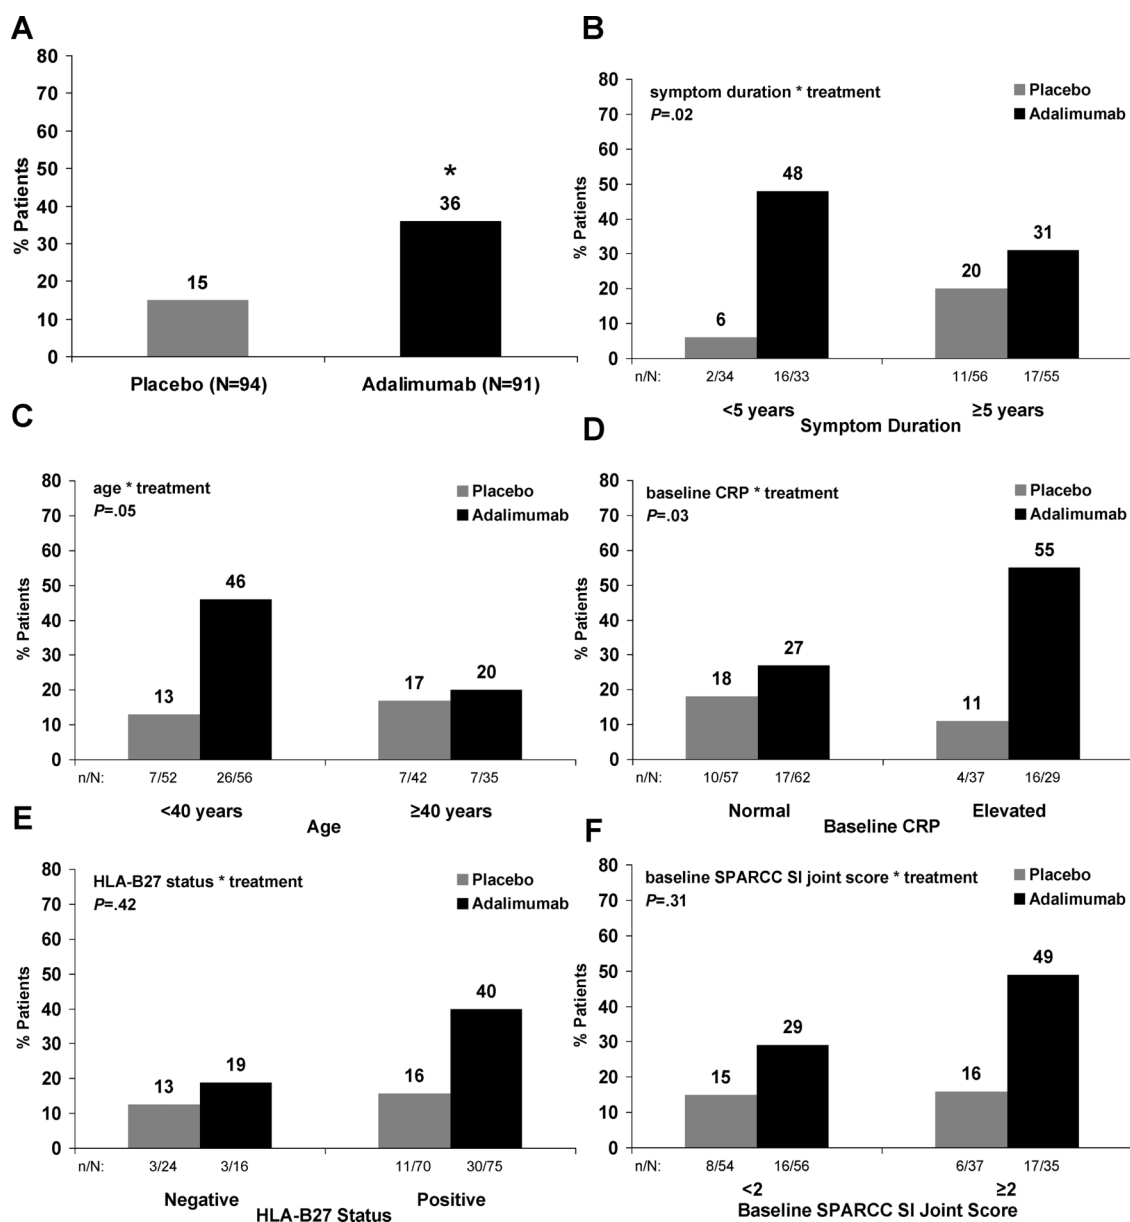 A
% Patients
80
70
60
50
40
30
20
10
0
15
*
36
Placebo (N=94)
Adalimumab (N=91)
B
% Patients
80
70
60
50
40
30
20
10
0
symptom duration * treatment
P=.02
Placebo
Adalimumab
6
48
20
31
n/N: 2/34 16/33 11/56 17/55
<5 years ≥5 years
Symptom Duration
C
% Patients
80
70
60
50
40
30
20
10
0
age * treatment
P=.05
Placebo
Adalimumab
13
46
17
20
n/N: 7/52 26/56 7/42 7/35
<40 years ≥40 years
Age
D
% Patients
80
70
60
50
40
30
20
10
0
baseline CRP * treatment
P=.03
Placebo
Adalimumab
18
27
11
55
n/N: 10/57 17/62 4/37 16/29
Normal Elevated
Baseline CRP
E
% Patients
80
70
60
50
40
30
20
10
0
HLA-B27 status * treatment
P=.42
Placebo
Adalimumab
13
19
16
40
n/N: 3/24 3/16 11/70 30/75
Negative Positive
HLA-B27 Status
F
% Patients
80
70
60
50
40
30
20
10
0
baseline SPARCC SI joint score * treatment
P=.31
Placebo
Adalimumab
15
29
16
49
n/N: 8/54 16/56 6/37 17/35
<2 ≥2
Baseline SPARCC SI Joint Score